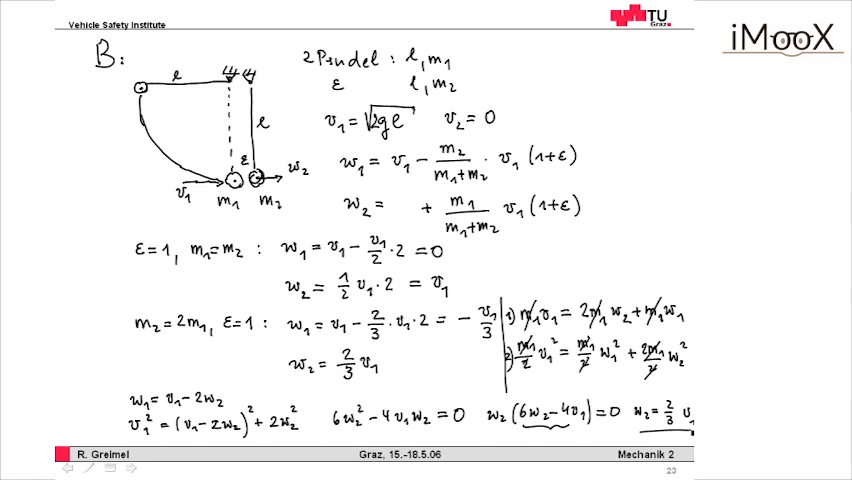 Vehicle Safety Institute
TU
Graz
iMooX
B:
2 Pendel : l, m₁
ε l, m₂
l
l
ε
v₁
w₂
m₁ m₂
v₁ = √2gl v₂ = 0
w₁ = v₁ - m₂/(m₁+m₂) · v₁ (1+ε)
w₂ = + m₁/(m₁+m₂) v₁ (1+ε)
ε=1, m₁=m₂ : w₁ = v₁ - v₁/2 · 2 = 0
w₂ = 1/2 v₁ · 2 = v₁
m₂ = 2m₁, ε=1 : w₁ = v₁ - 2/3 · v₁ · 2 = - v₁/3
w₂ = 2/3 v₁
1) m₁v₁ = 2m₁w₂ + m₁w₁
2) m₁/2 v₁² = m₁/2 w₁² + 2m₁/2 w₂²
w₁ = v₁ - 2w₂
v₁² = (v₁ - 2w₂)² + 2w₂² 6w₂² - 4v₁w₂ = 0 w₂(6w₂ - 4v₁) = 0 w₂ = 2/3 v₁
R. Greimel Graz, 15.-18.5.06 Mechanik 2
23